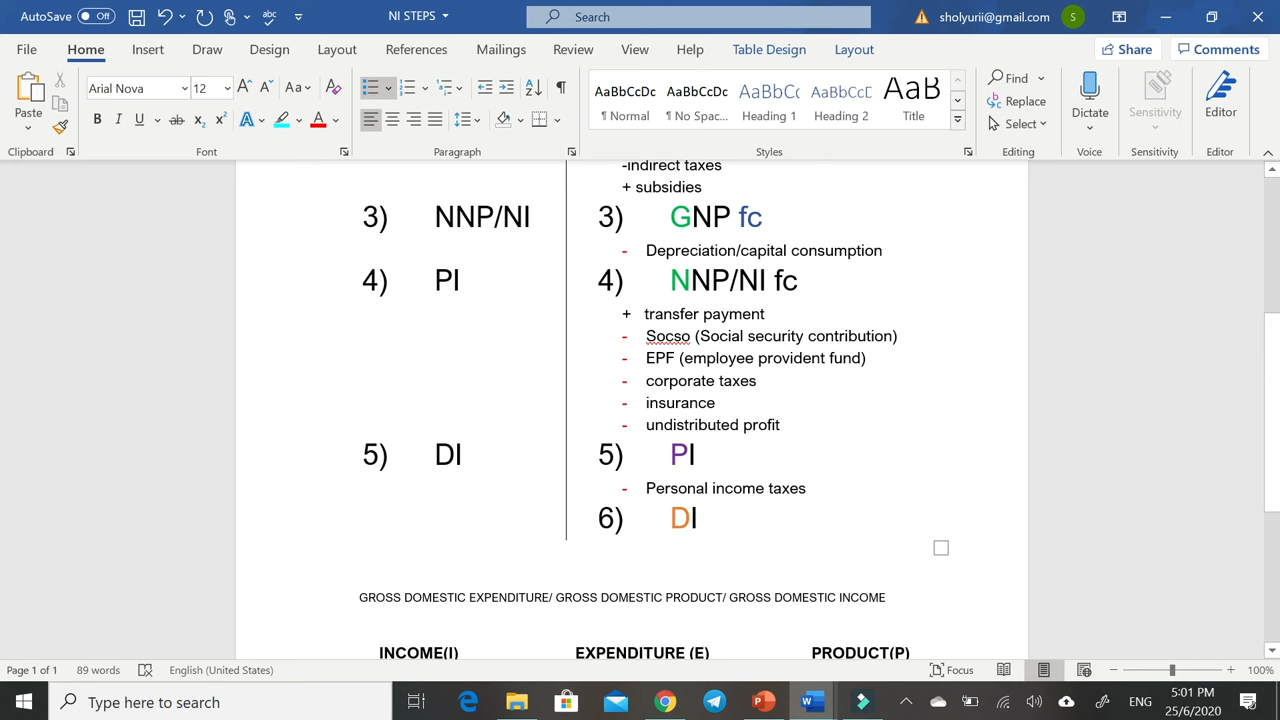 AutoSave Off abc NI STEPS Search sholyurii@gmail.com S
File Home Insert Draw Design Layout References Mailings Review View Help Table Design Layout Share Comments
Paste Arial Nova 12 A A Aa A
B I U ab x2 x2 A A
AaBbCcDc AaBbCcDc AaBbCc AaBbCcD AaB
¶ Normal ¶ No Spac... Heading 1 Heading 2 Title
Find
Replace
Select
Dictate Sensitivity Editor
Clipboard Font Paragraph Styles Editing Voice Sensitivity Editor
-indirect taxes
+ subsidies
3) NNP/NI 3) GNP fc
- Depreciation/capital consumption
4) PI 4) NNP/NI fc
+ transfer payment
- Socso (Social security contribution)
- EPF (employee provident fund)
- corporate taxes
- insurance
- undistributed profit
5) DI 5) PI
- Personal income taxes
6) DI
GROSS DOMESTIC EXPENDITURE/ GROSS DOMESTIC PRODUCT/ GROSS DOMESTIC INCOME
INCOME(I) EXPENDITURE (E) PRODUCT(P)
Page 1 of 1 89 words English (United States) Focus 100%
Type here to search ENG 5:01 PM
25/6/2020